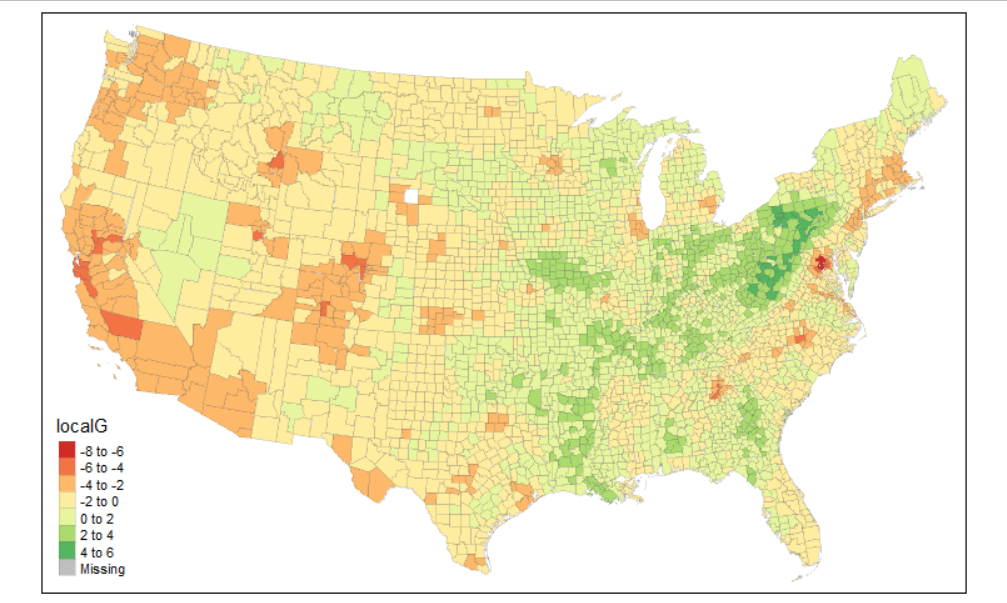 localG
-8 to -6
-6 to -4
-4 to -2
-2 to 0
0 to 2
2 to 4
4 to 6
Missing